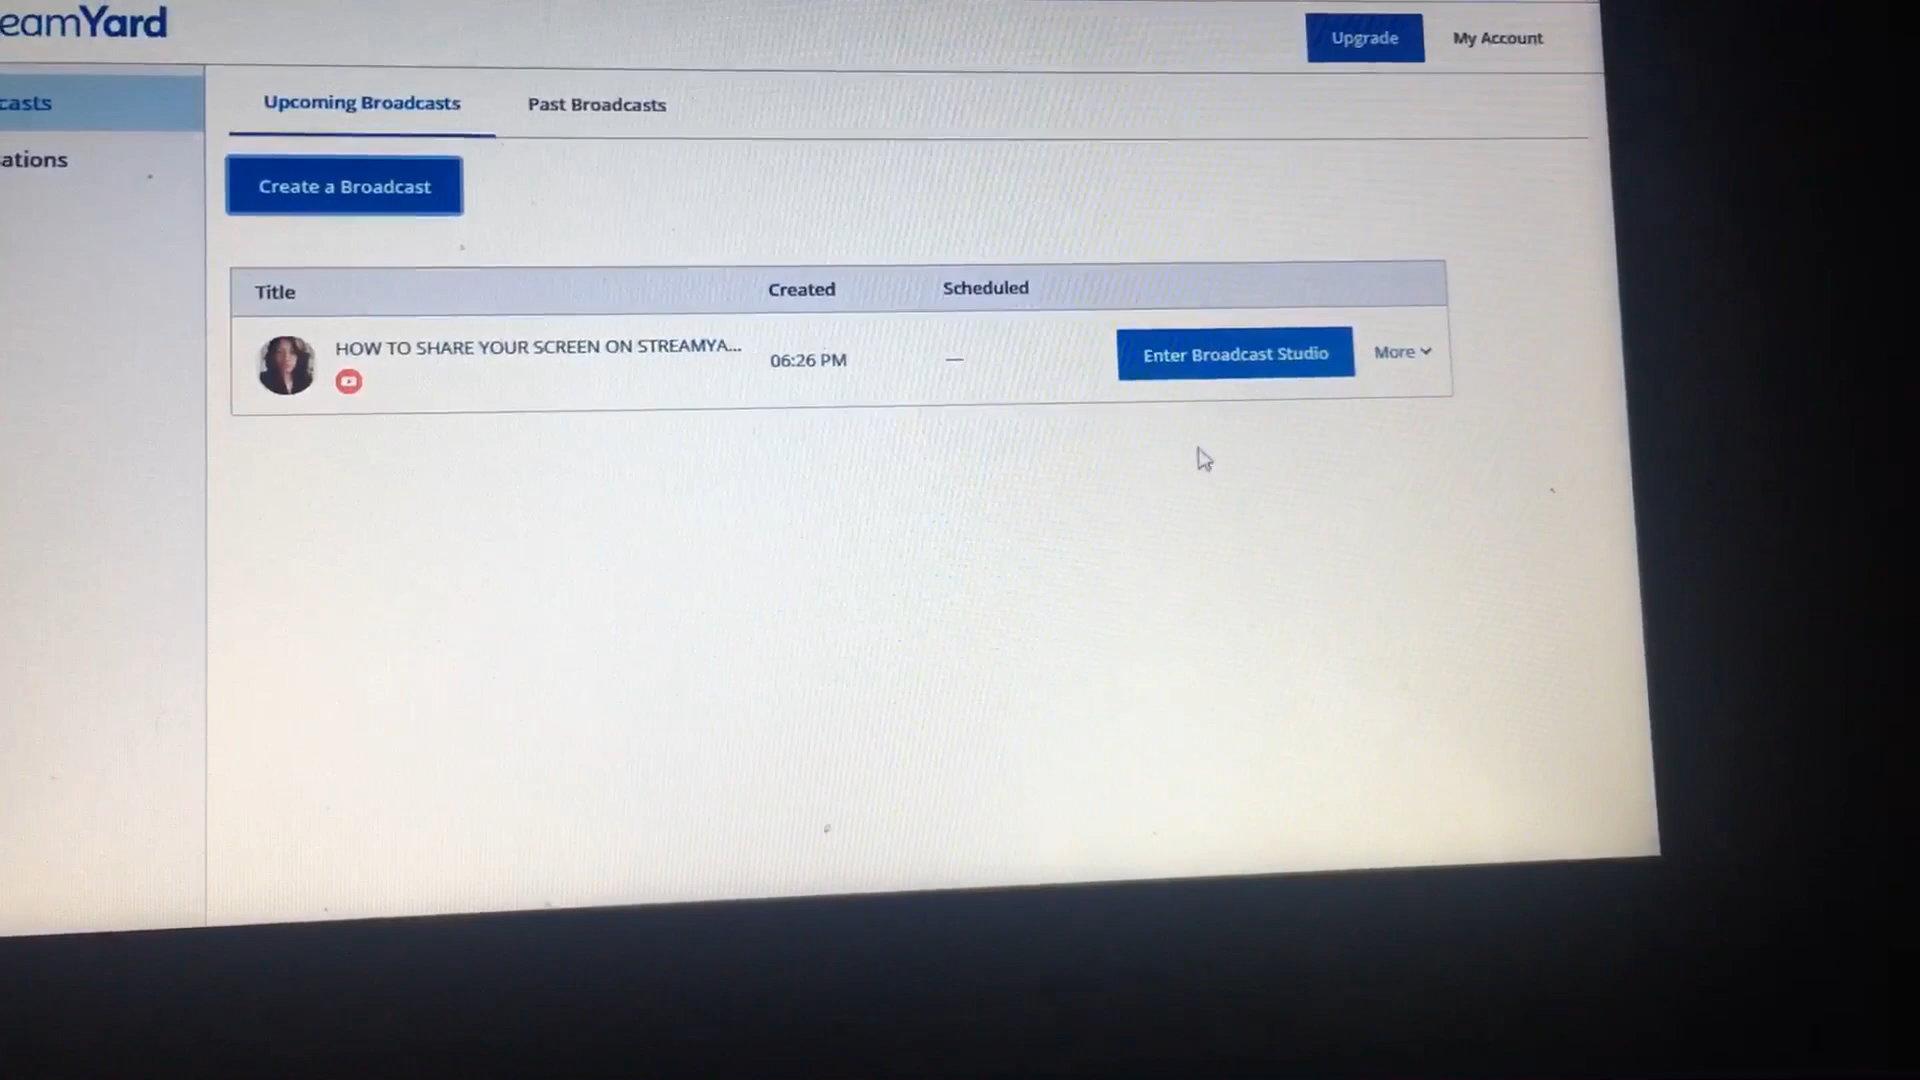 eamYard
Upgrade
My Account
casts
ations
Upcoming Broadcasts
Past Broadcasts
Create a Broadcast
Title
Created
Scheduled
HOW TO SHARE YOUR SCREEN ON STREAMYA...
06:26 PM
—
Enter Broadcast Studio
More